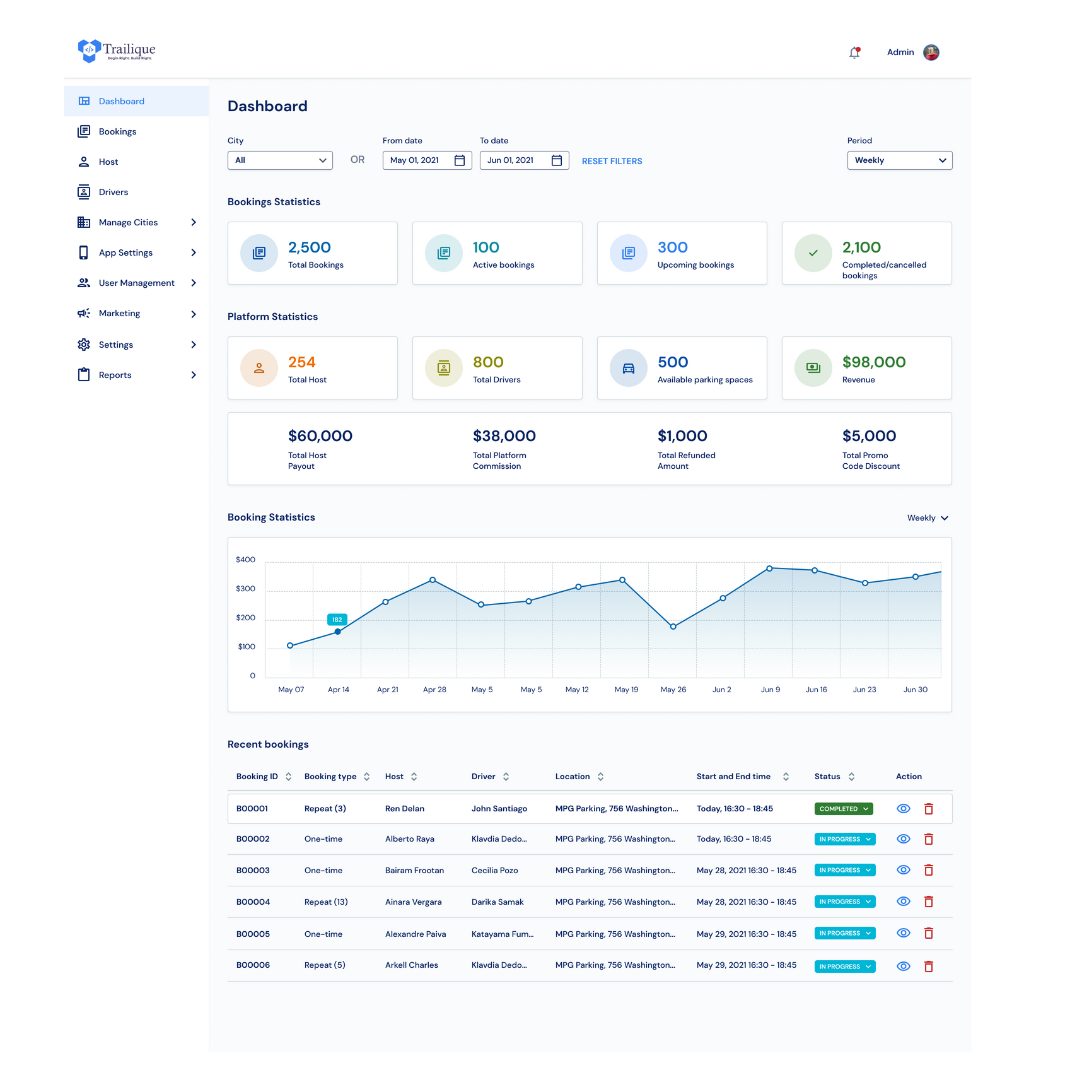 Trailique
Single Night. Build Right.
Admin
Dashboard
Bookings
Host
Drivers
Manage Cities
App Settings
User Management
Marketing
Settings
Reports
Dashboard
City
From date
To date
Period
All
OR
May 01, 2021
Jun 01, 2021
RESET FILTERS
Weekly
Bookings Statistics
2,500
Total Bookings
100
Active bookings
300
Upcoming bookings
2,100
Completed/cancelled
bookings
Platform Statistics
254
Total Host
800
Total Drivers
500
Available parking spaces
$98,000
Revenue
$60,000
Total Host
Payout
$38,000
Total Platform
Commission
$1,000
Total Refunded
Amount
$5,000
Total Promo
Code Discount
Booking Statistics
Weekly
$400
$300
$200
$100
0
182
May 07 Apr 14 Apr 21 Apr 28 May 5 May 5 May 12 May 19 May 26 Jun 2 Jun 9 Jun 16 Jun 23 Jun 30
Recent bookings
Booking ID Booking type Host Driver Location Start and End time Status Action
B00001 Repeat (3) Ren Delan John Santiago MPG Parking, 756 Washington... Today, 16:30 - 18:45 COMPLETED
B00002 One-time Alberto Raya Klavdia Dedo... MPG Parking, 756 Washington... Today, 16:30 - 18:45 IN PROGRESS
B00003 One-time Bairam Frootan Cecilia Pozo MPG Parking, 756 Washington... May 28, 2021 16:30 - 18:45 IN PROGRESS
B00004 Repeat (13) Ainara Vergara Darika Samak MPG Parking, 756 Washington... May 28, 2021 16:30 - 18:45 IN PROGRESS
B00005 One-time Alexandre Paiva Katayama Fum... MPG Parking, 756 Washington... May 29, 2021 16:30 - 18:45 IN PROGRESS
B00006 Repeat (5) Arkell Charles Klavdia Dedo... MPG Parking, 756 Washington... May 29, 2021 16:30 - 18:45 IN PROGRESS